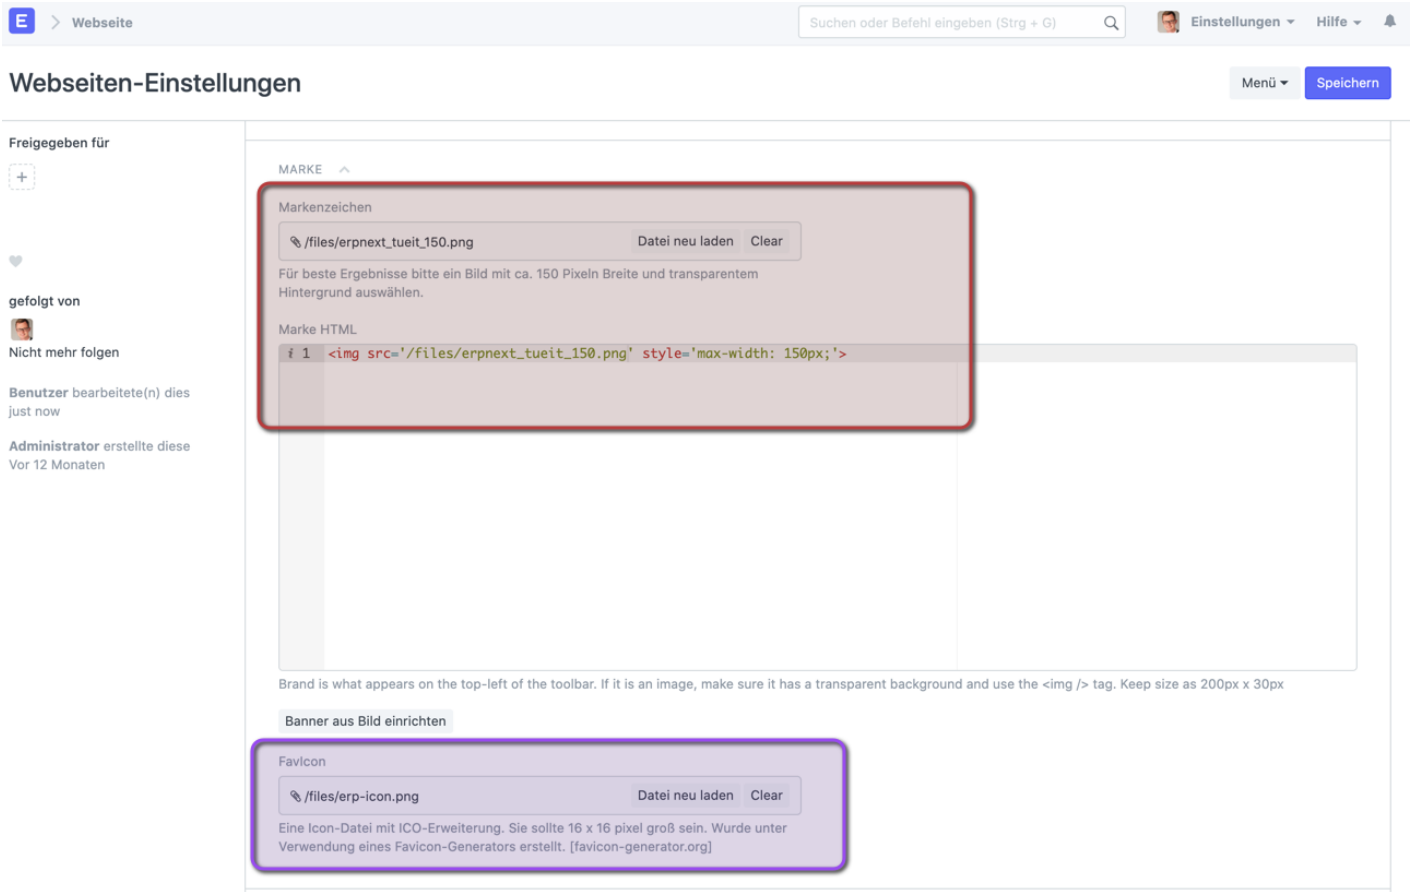 E Webseite Suchen oder Befehl eingeben (Strg + G) Einstellungen Hilfe
Webseiten-Einstellungen Menü Speichern
Freigegeben für
+
gefolgt von
Nicht mehr folgen
Benutzer bearbeitete(n) dies
just now
Administrator erstellte diese
Vor 12 Monaten
MARKE
Markenzeichen
/files/erpnext_tueit_150.png Datei neu laden Clear
Für beste Ergebnisse bitte ein Bild mit ca. 150 Pixeln Breite und transparentem
Hintergrund auswählen.
Marke HTML
i 1 <img src='/files/erpnext_tueit_150.png' style='max-width: 150px;'>
Brand is what appears on the top-left of the toolbar. If it is an image, make sure it has a transparent background and use the <img /> tag. Keep size as 200px x 30px
Banner aus Bild einrichten
FavIcon
/files/erp-icon.png Datei neu laden Clear
Eine Icon-Datei mit ICO-Erweiterung. Sie sollte 16 x 16 pixel groß sein. Wurde unter
Verwendung eines Favicon-Generators erstellt. [favicon-generator.org]